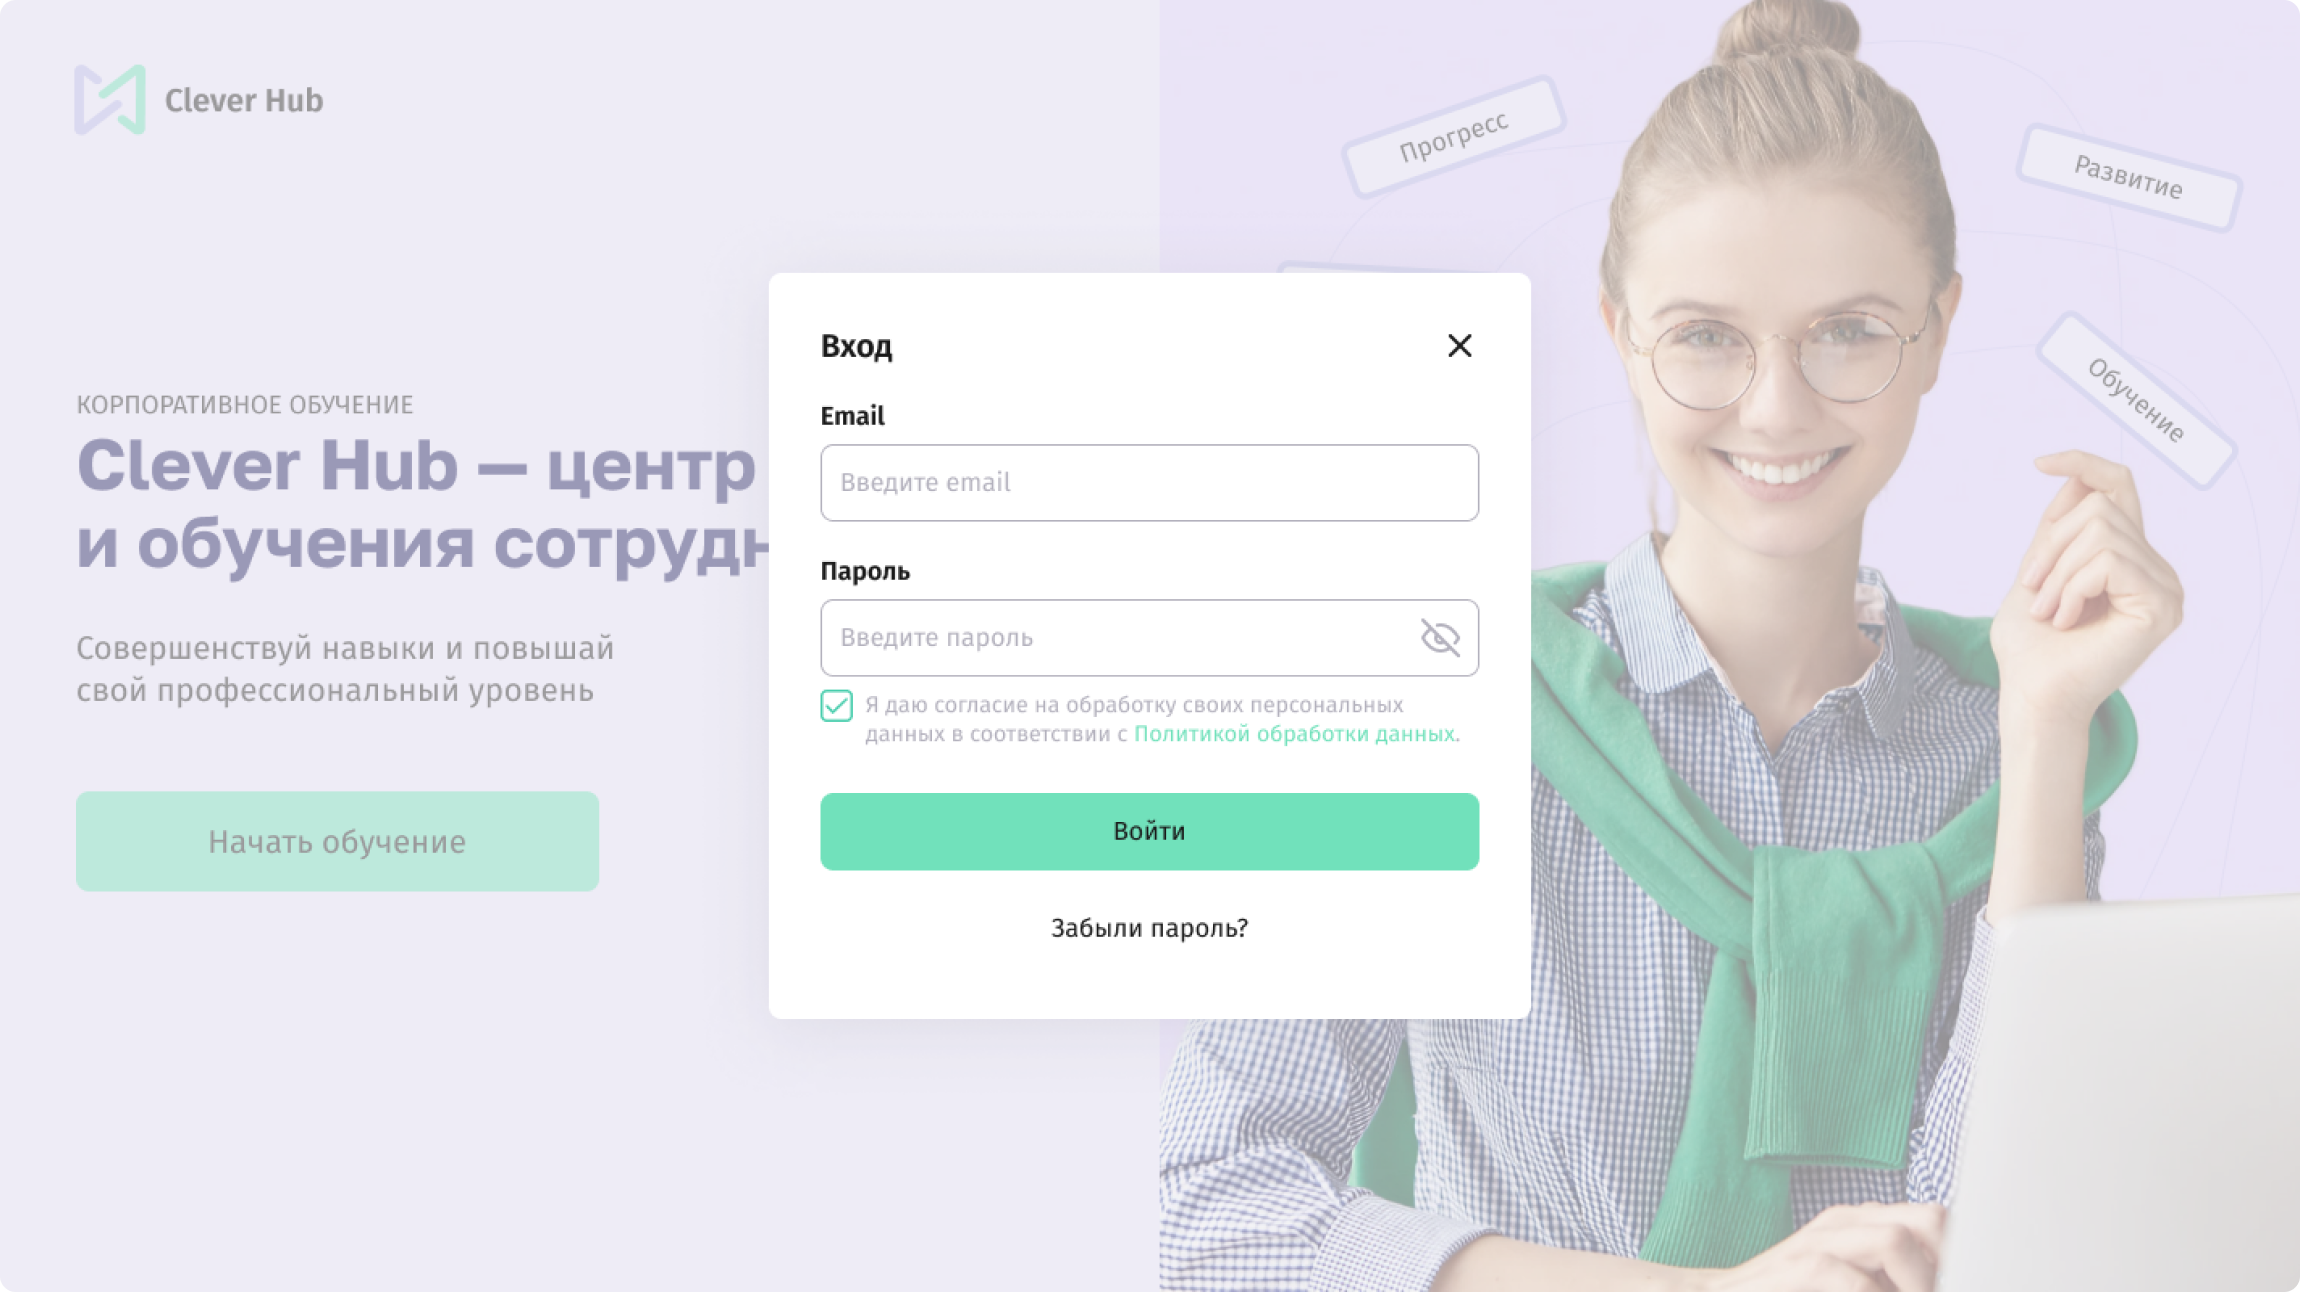 Clever Hub
Прогресс
Развитие
Обучение
КОРПОРАТИВНОЕ ОБУЧЕНИЕ
Clever Hub — центр
и обучения
Совершенствуй навыки и повышай
свой профессиональный уровень
Начать обучение
Вход
Email
Введите email
Пароль
Введите пароль
Я даю согласие на обработку своих персональных
данных в соответствии с Политикой обработки данных.
Войти
Забыли пароль?